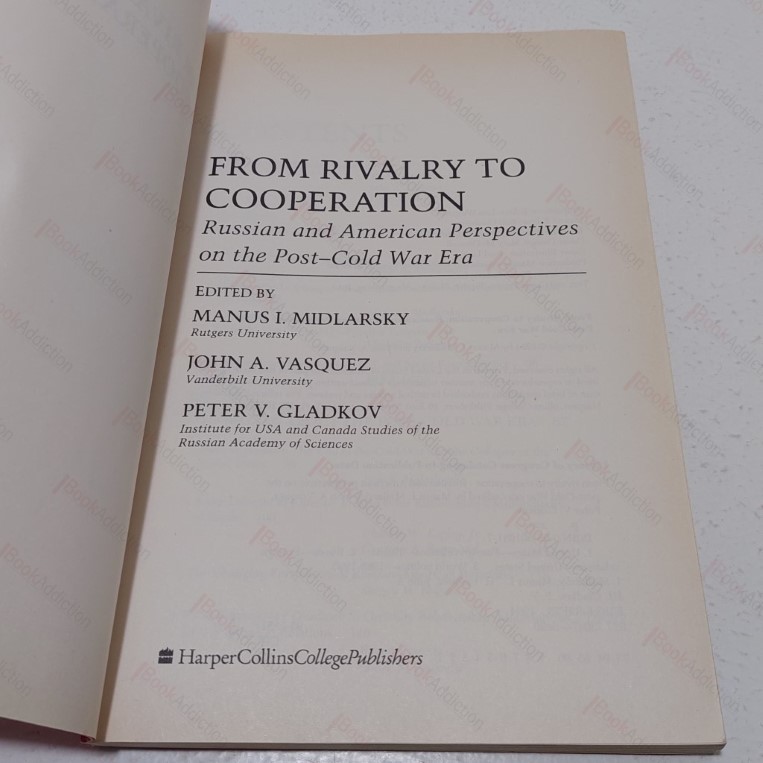 FROM RIVALRY TO
COOPERATION
Russian and American Perspectives
on the Post–Cold War Era
EDITED BY
MANUS I. MIDLARSKY
Rutgers University
JOHN A. VASQUEZ
Vanderbilt University
PETER V. GLADKOV
Institute for USA and Canada Studies of the
Russian Academy of Sciences
HarperCollinsCollegePublishers
BookAddiction